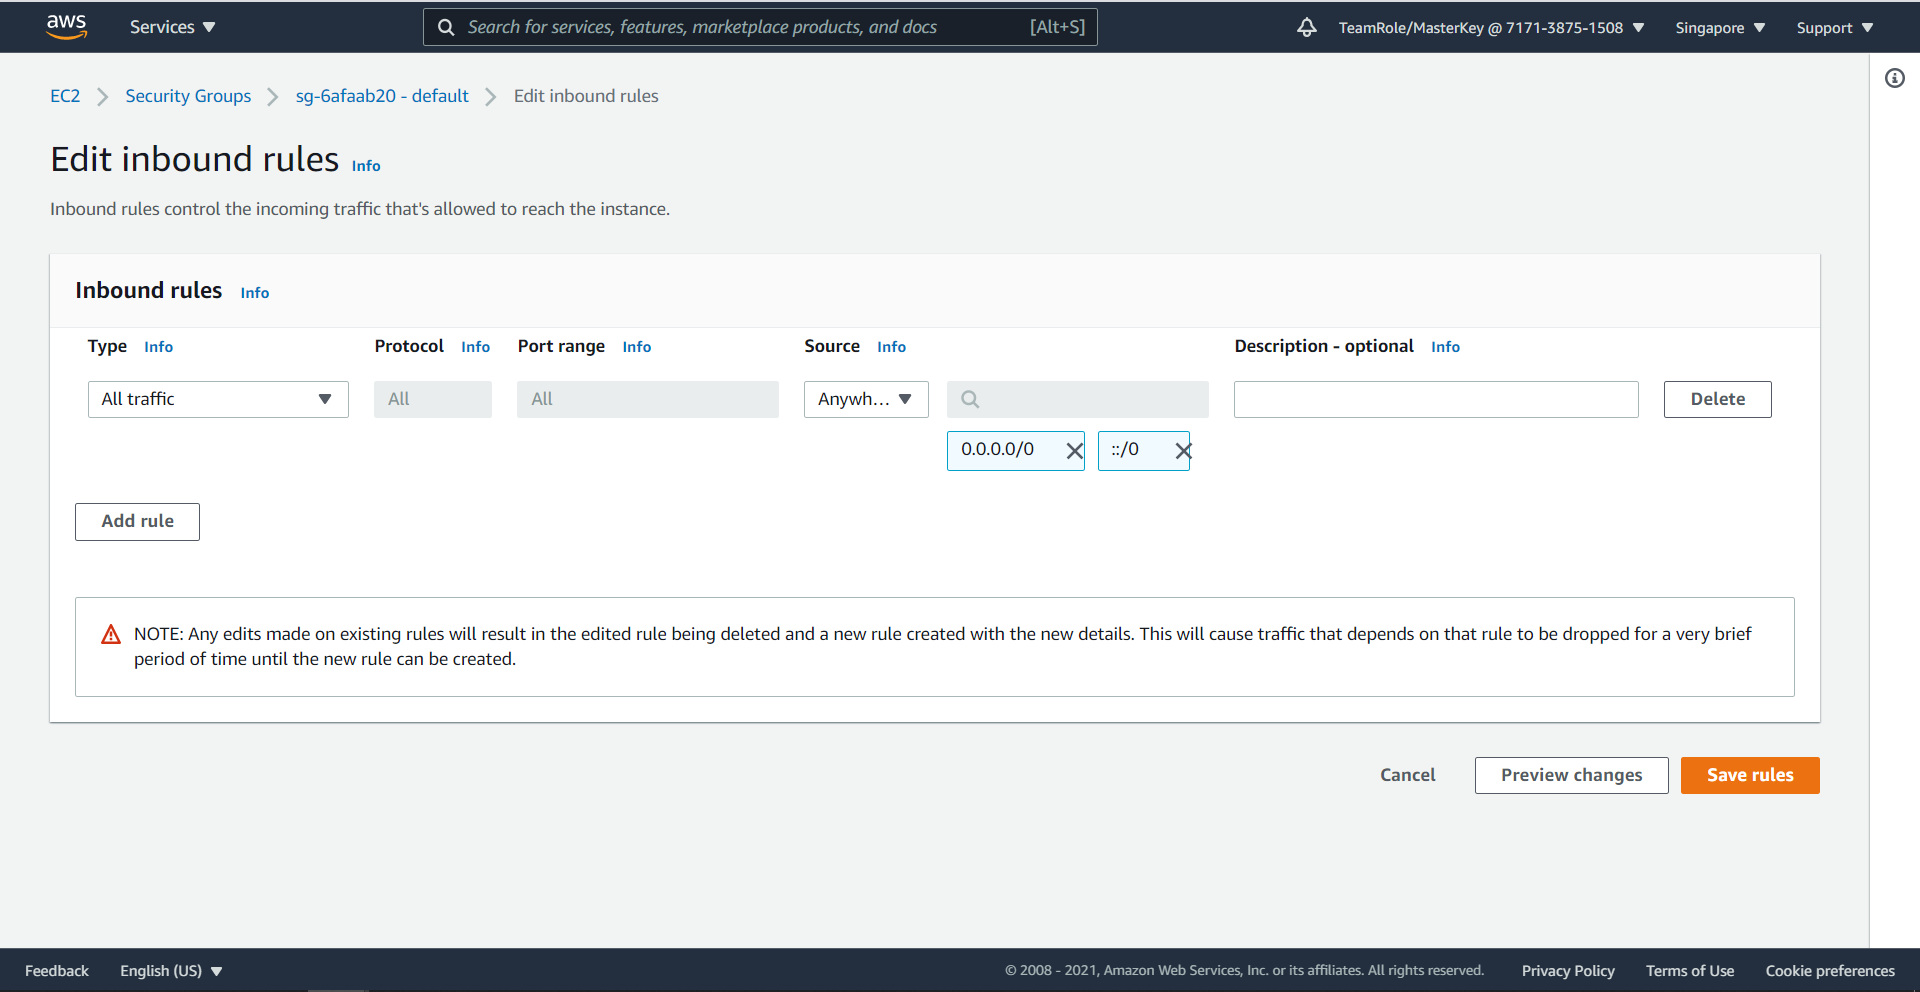 aws
Services
Search for services, features, marketplace products, and docs [Alt+S]
TeamRole/MasterKey @ 7171-3875-1508
Singapore
Support
EC2 > Security Groups > sg-6afaab20 - default > Edit inbound rules
Edit inbound rules Info
Inbound rules control the incoming traffic that's allowed to reach the instance.
Inbound rules Info
Type Info Protocol Info Port range Info Source Info Description - optional Info
All traffic All All Anywh... Delete
0.0.0.0/0 ::/0
Add rule
NOTE: Any edits made on existing rules will result in the edited rule being deleted and a new rule created with the new details. This will cause traffic that depends on that rule to be dropped for a very brief
period of time until the new rule can be created.
Cancel Preview changes Save rules
Feedback English (US) © 2008 - 2021, Amazon Web Services, Inc. or its affiliates. All rights reserved. Privacy Policy Terms of Use Cookie preferences